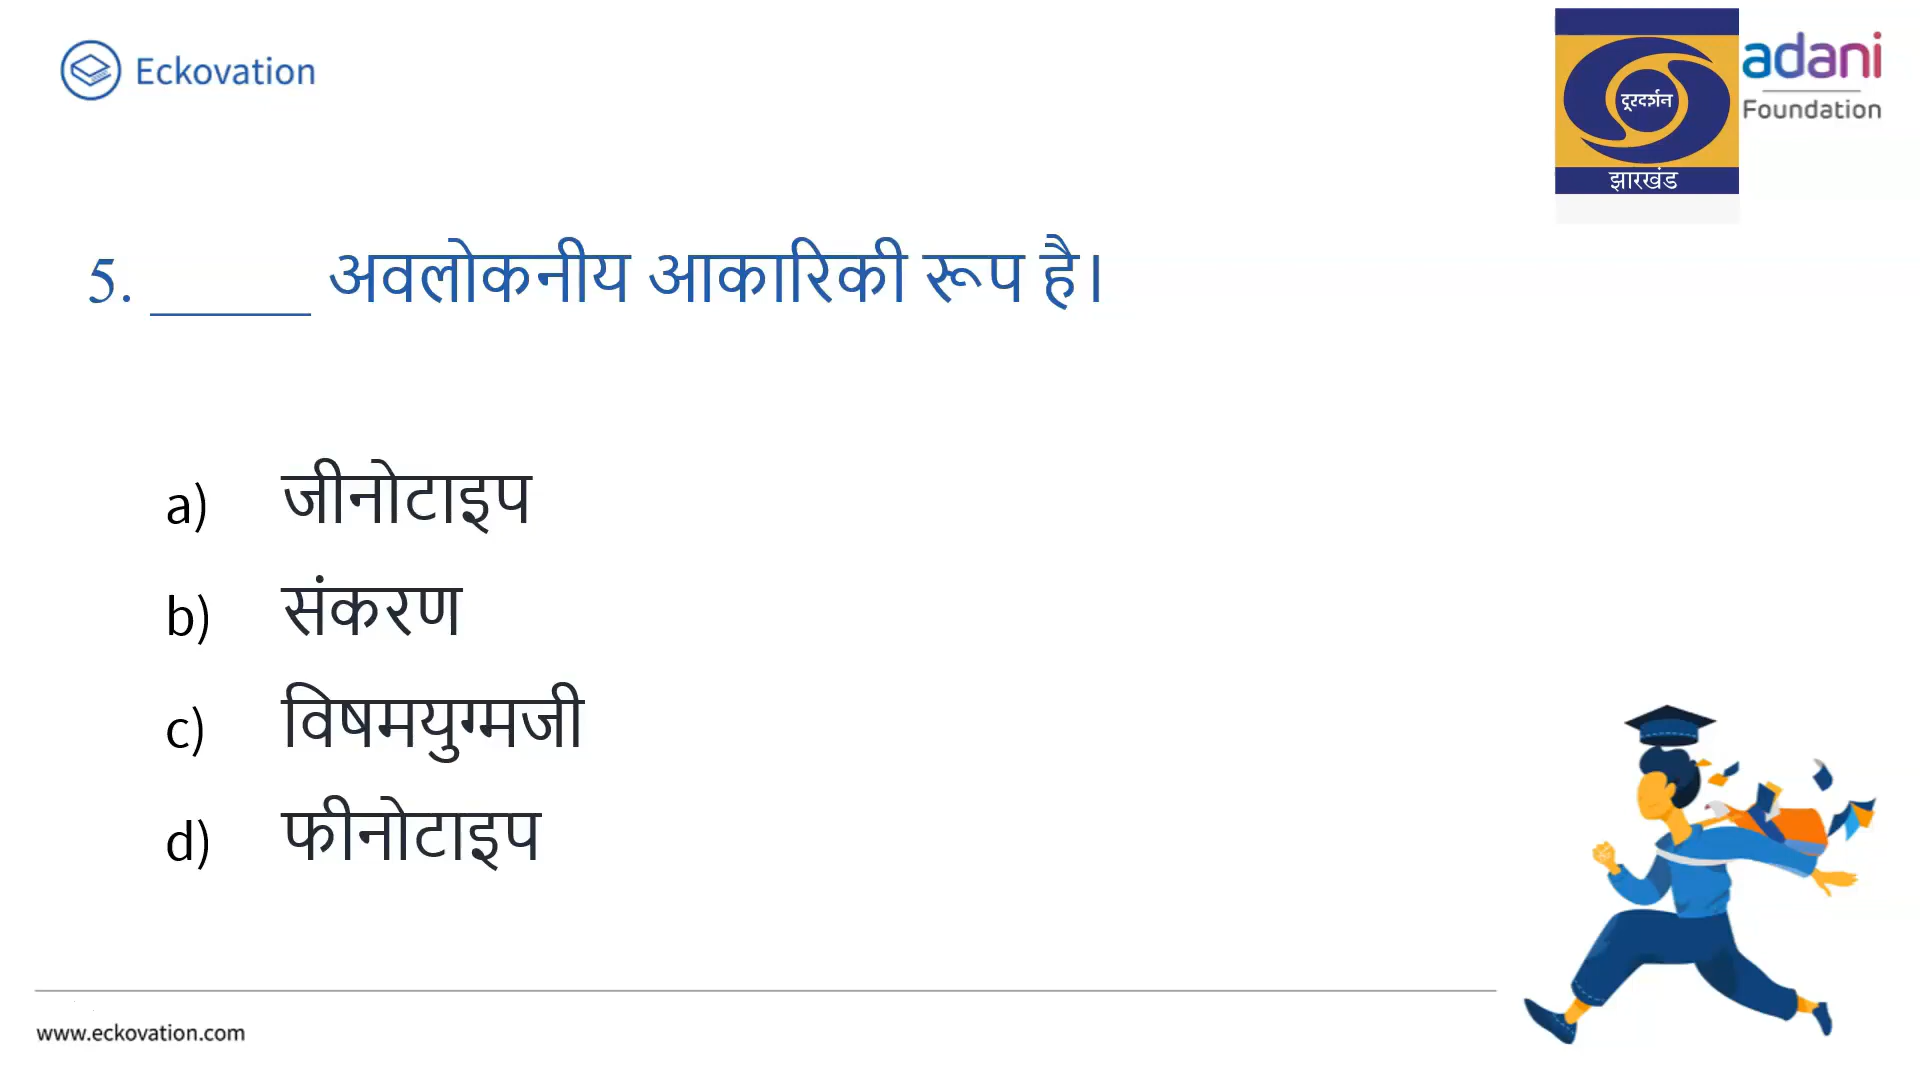 Eckovation
दूरदर्शन
झारखंड
adani
Foundation
5. _____ अवलोकनीय आकारिकी रूप है।
a) जीनोटाइप
b) संकरण
c) विषमयुग्मजी
d) फीनोटाइप
www.eckovation.com